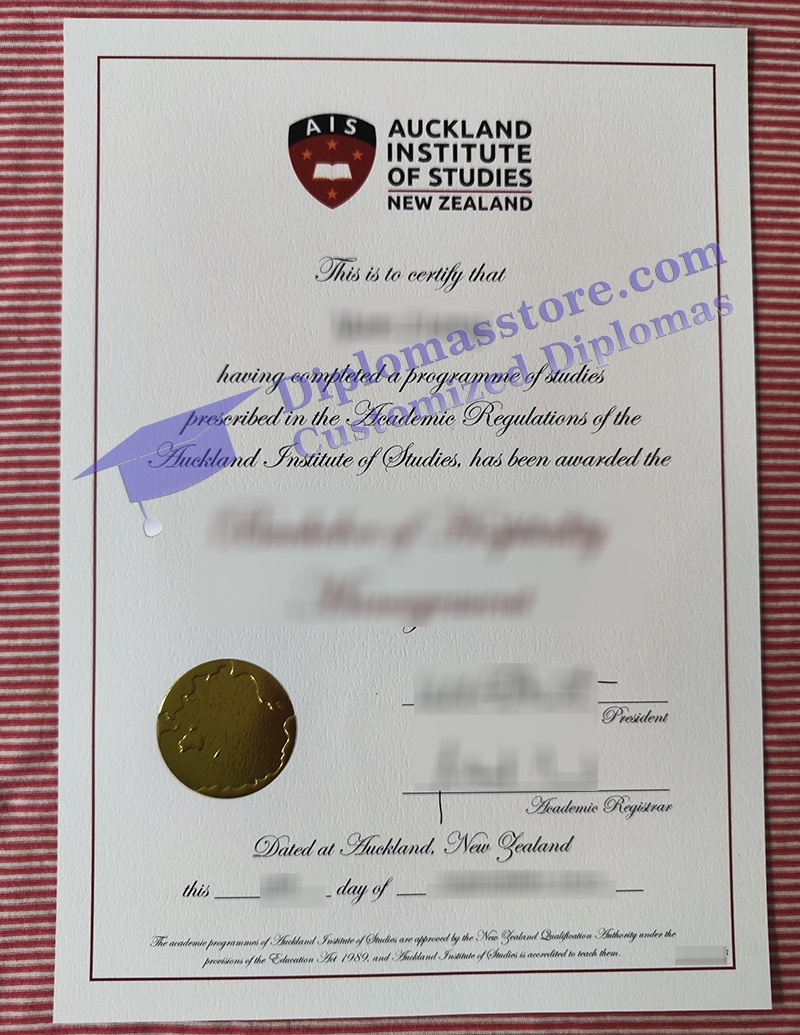 AIS
AUCKLAND
INSTITUTE
OF STUDIES
NEW ZEALAND
This is to certify that
Diplomasstore.com
Customized Diplomas
having completed a programme of studies
prescribed in the Academic Regulations of the
Auckland Institute of Studies, has been awarded the
Bachelor of Hospitality
Management
President
Academic Registrar
Dated at Auckland, New Zealand
this day of
The academic programmes of Auckland Institute of Studies are approved by the New Zealand Qualification Authority under the
provisions of the Education Act 1989, and Auckland Institute of Studies is accredited to teach them.